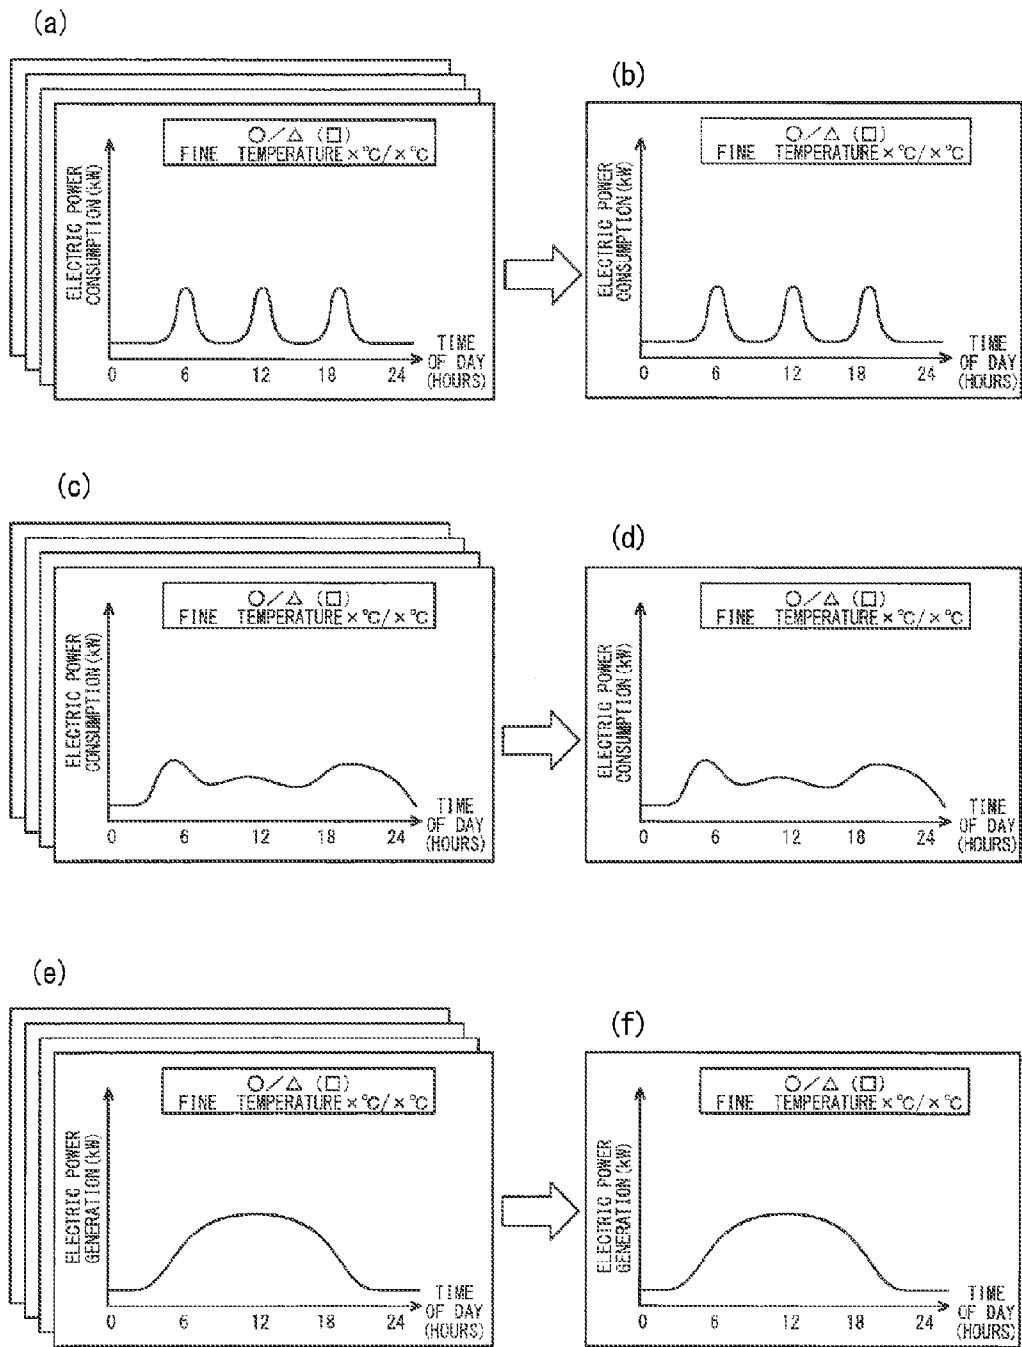 (a)
○／△ (□)
FINE TEMPERATURE×℃/×℃
ELECTRIC POWER
CONSUMPTION(kW)
TIME
OF DAY
(HOURS)
0 6 12 18 24
(b)
○／△ (□)
FINE TEMPERATURE×℃/×℃
ELECTRIC POWER
CONSUMPTION(kW)
TIME
OF DAY
(HOURS)
0 6 12 18 24
(c)
○／△ (□)
FINE TEMPERATURE×℃/×℃
ELECTRIC POWER
CONSUMPTION(kW)
TIME
OF DAY
(HOURS)
0 6 12 18 24
(d)
○／△ (□)
FINE TEMPERATURE×℃/×℃
ELECTRIC POWER
CONSUMPTION(kW)
TIME
OF DAY
(HOURS)
0 6 12 18 24
(e)
○／△ (□)
FINE TEMPERATURE×℃/×℃
ELECTRIC POWER
GENERATION(kW)
TIME
OF DAY
(HOURS)
0 6 12 18 24
(f)
○／△ (□)
FINE TEMPERATURE×℃/×℃
ELECTRIC POWER
GENERATION(kW)
TIME
OF DAY
(HOURS)
0 6 12 18 24